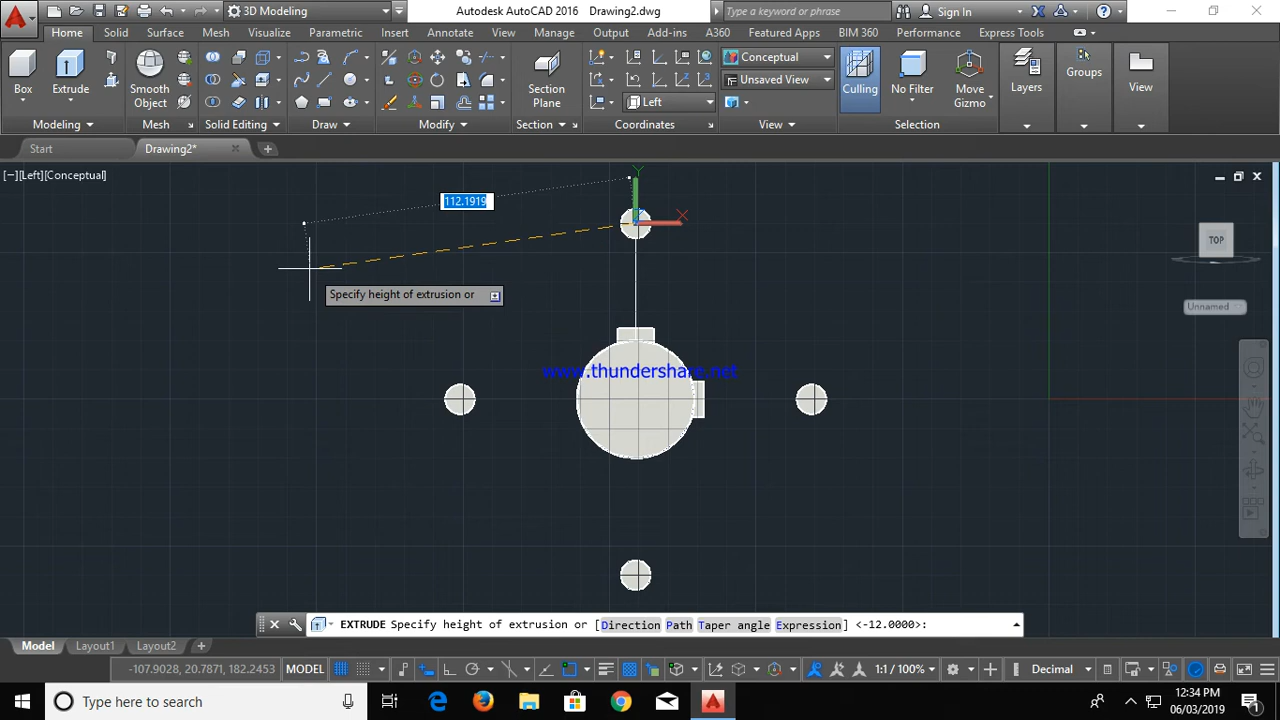 3D Modeling
Autodesk AutoCAD 2016 Drawing2.dwg
Type a keyword or phrase
Sign In
Home Solid Surface Mesh Visualize Parametric Insert Annotate View Manage Output Add-ins A360 Featured Apps BIM 360 Performance Express Tools
Box
Extrude
Smooth
Object
Section
Plane
Conceptual
Unsaved View
Left
Culling
No Filter
Move
Gizmo
Layers
Groups
View
Modeling
Mesh
Solid Editing
Draw
Modify
Section
Coordinates
View
Selection
Start
Drawing2*
[−][Left][Conceptual]
Y
112.1919
X
TOP
Specify height of extrusion or
Unnamed
www.thundershare.net
EXTRUDE Specify height of extrusion or [Direction Path Taper angle Expression] <-12.0000>:
Model Layout1 Layout2 +
-107.9028, 20.7871, 182.2453 MODEL 1:1 / 100% Decimal
Type here to search
12:34 PM
06/03/2019
1